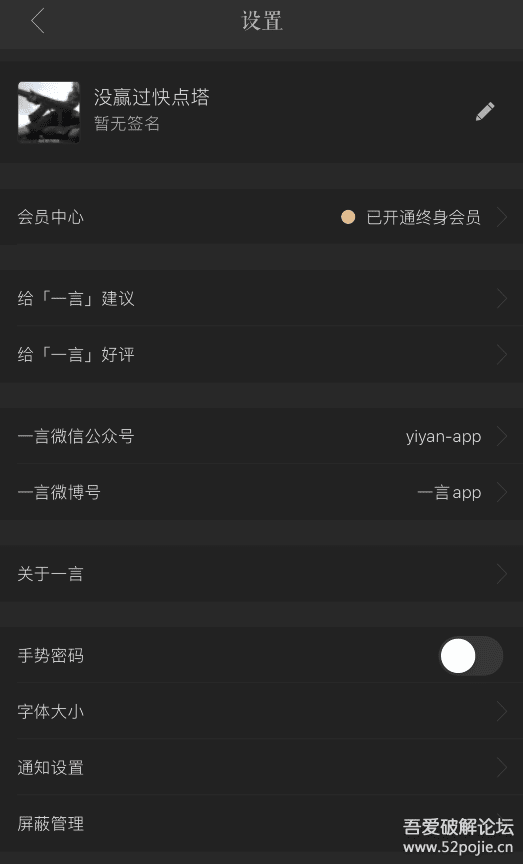 设置
没赢过快点塔
暂无签名
会员中心
已开通终身会员
给「一言」建议
给「一言」好评
一言微信公众号
yiyan-app
一言微博号
一言app
关于一言
手势密码
字体大小
通知设置
屏蔽管理
吾爱破解论坛
www.52pojie.cn